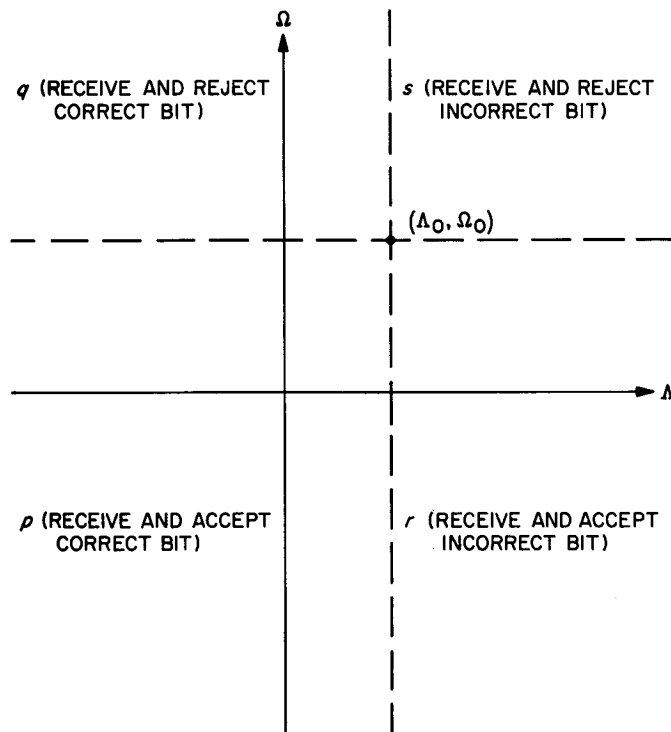 Ω
q (RECEIVE AND REJECT
CORRECT BIT)
s (RECEIVE AND REJECT
INCORRECT BIT)
(Λ₀, Ω₀)
Λ
p (RECEIVE AND ACCEPT
CORRECT BIT)
r (RECEIVE AND ACCEPT
INCORRECT BIT)